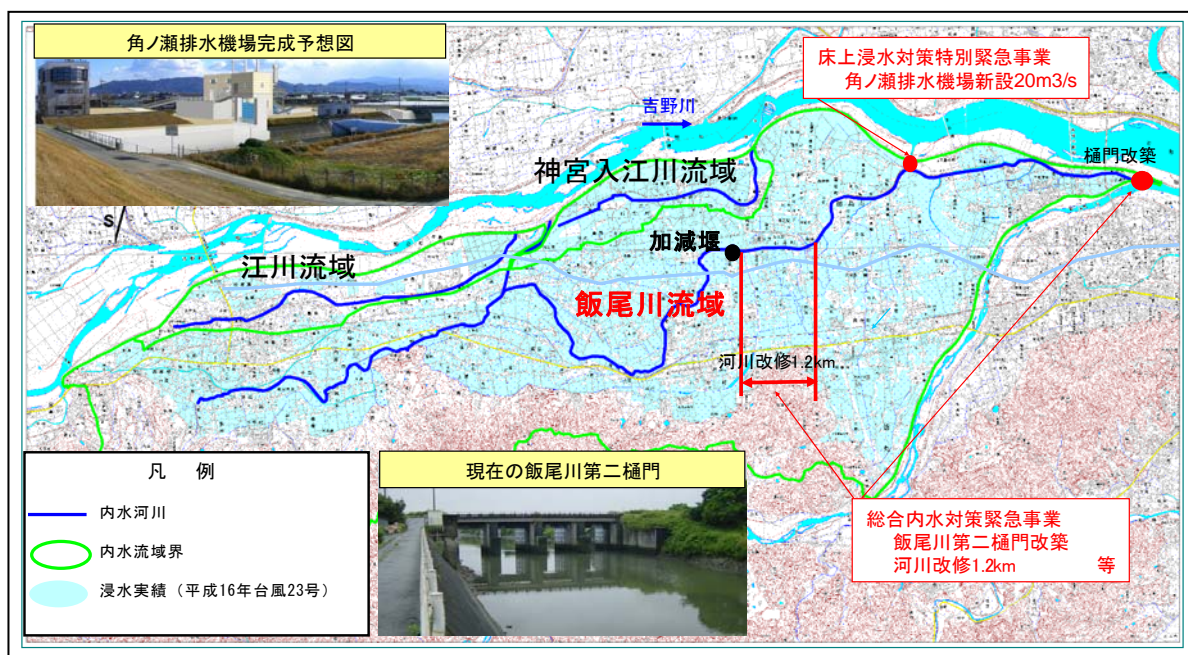 角ノ瀬排水機場完成予想図
床上浸水対策特別緊急事業
角ノ瀬排水機場新設20m3/s
吉野川
樋門改築
神宮入江川流域
S
加減堰
江川流域
飯尾川流域
河川改修1.2km
凡 例
内水河川
内水流域界
浸水実績（平成16年台風23号）
現在の飯尾川第二樋門
総合内水対策緊急事業
飯尾川第二樋門改築
河川改修1.2km 等